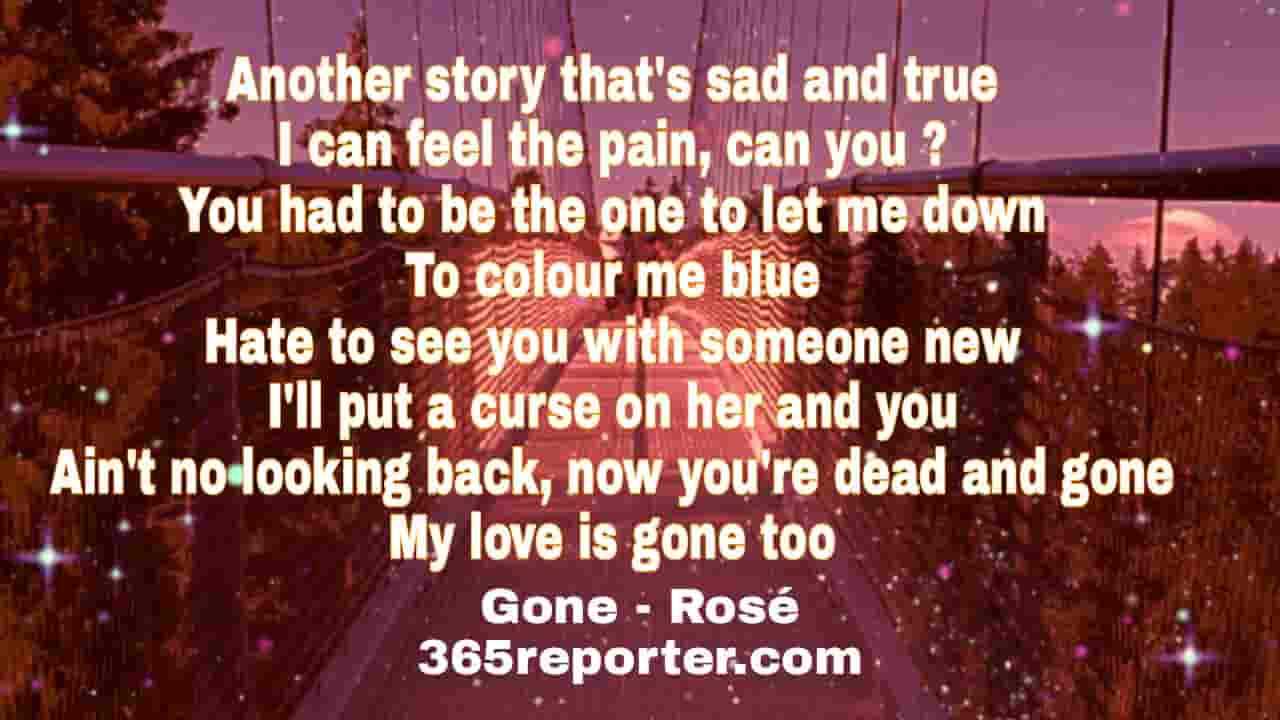 Another story that's sad and true
I can feel the pain, can you ?
You had to be the one to let me down
To colour me blue
Hate to see you with someone new
I'll put a curse on her and you
Ain't no looking back, now you're dead and gone
My love is gone too
Gone - Rosé
365reporter.com